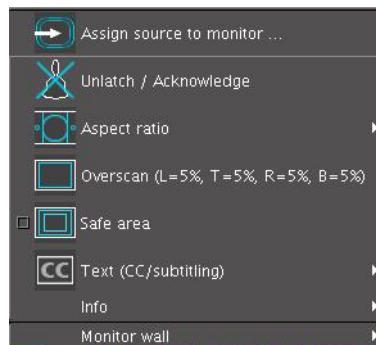 Assign source to monitor ...
Unlatch / Acknowledge
Aspect ratio
Overscan (L=5%, T=5%, R=5%, B=5%)
Safe area
CC Text (CC/subtitling)
Info
Monitor wall